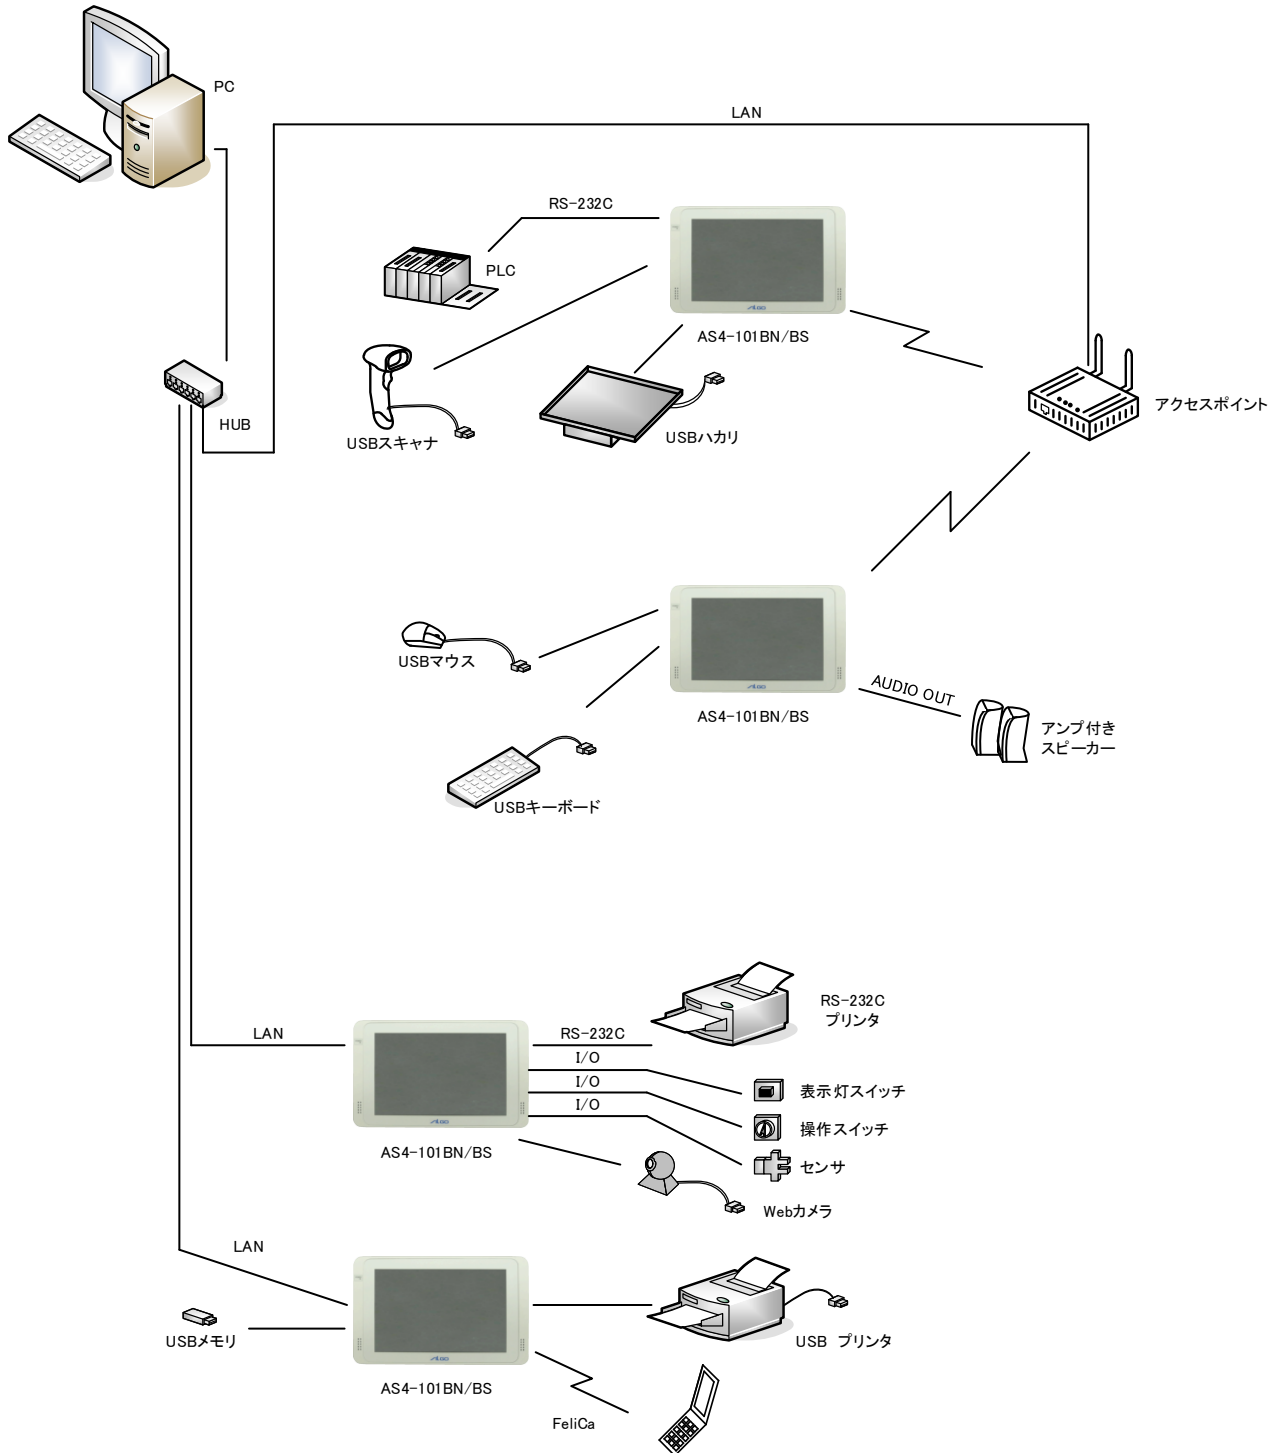 PC
LAN
RS-232C
PLC
AS4-101BN/BS
アクセスポイント
HUB
USBスキャナ
USBハカリ
USBマウス
AS4-101BN/BS
AUDIO OUT
アンプ付き
スピーカー
USBキーボード
RS-232C
プリンタ
LAN
RS-232C
I/O
I/O
I/O
表示灯スイッチ
操作スイッチ
センサ
AS4-101BN/BS
Webカメラ
LAN
USBメモリ
USB プリンタ
AS4-101BN/BS
FeliCa